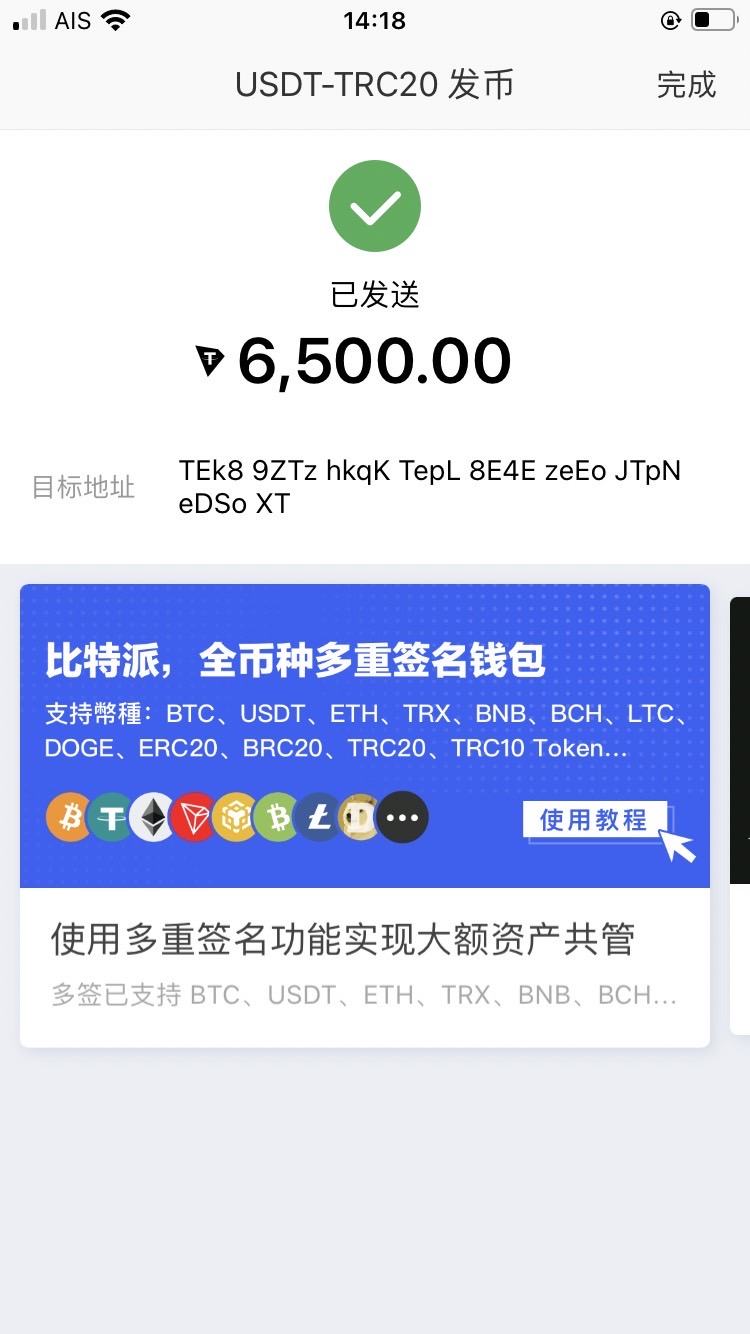 AIS
14:18
USDT-TRC20 发币
完成
已发送
6,500.00
目标地址
TEk8 9ZTz hkqK TepL 8E4E zeEo JTpN
eDSo XT
比特派，全币种多重签名钱包
支持幣種：BTC、USDT、ETH、TRX、BNB、BCH、LTC、
DOGE、ERC20、BRC20、TRC20、TRC10 Token...
使用教程
使用多重签名功能实现大额资产共管
多签已支持 BTC、USDT、ETH、TRX、BNB、BCH...